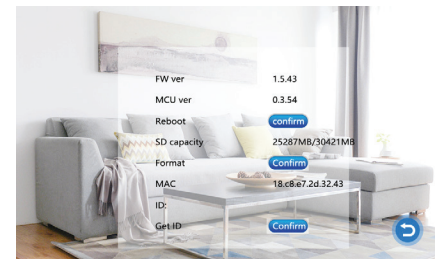 FW ver 1.5.43
MCU ver 0.3.54
Reboot confirm
SD capacity 25287MB/30421MB
Format Confirm
MAC 18.c8.e7.2d.32.43
ID:
Get ID Confirm